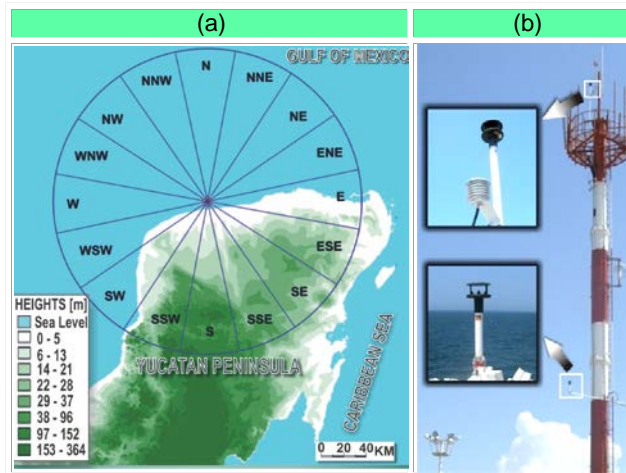 (a)
(b)
GULF OF MEXICO
N
NNE
NE
ENE
E
ESE
SE
SSE
S
SSW
SW
WSW
W
WNW
NW
NNW
HEIGHTS [m]
Sea Level
0 - 5
6 - 13
14 - 21
22 - 28
29 - 37
38 - 96
97 - 152
153 - 364
YUCATAN PENINSULA
CARIBBEAN SEA
0 20 40 KM